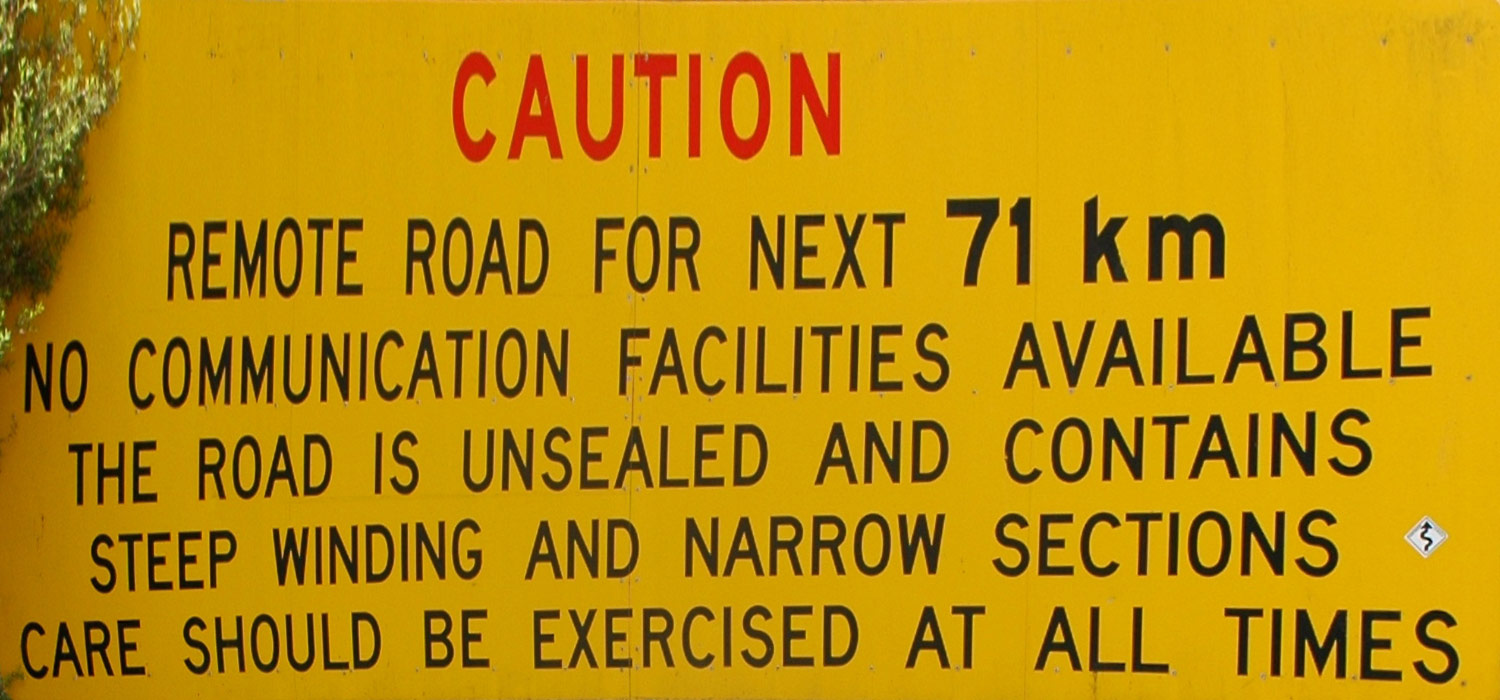 CAUTION
REMOTE ROAD FOR NEXT 71 km
NO COMMUNICATION FACILITIES AVAILABLE
THE ROAD IS UNSEALED AND CONTAINS
STEEP WINDING AND NARROW SECTIONS
CARE SHOULD BE EXERCISED AT ALL TIMES